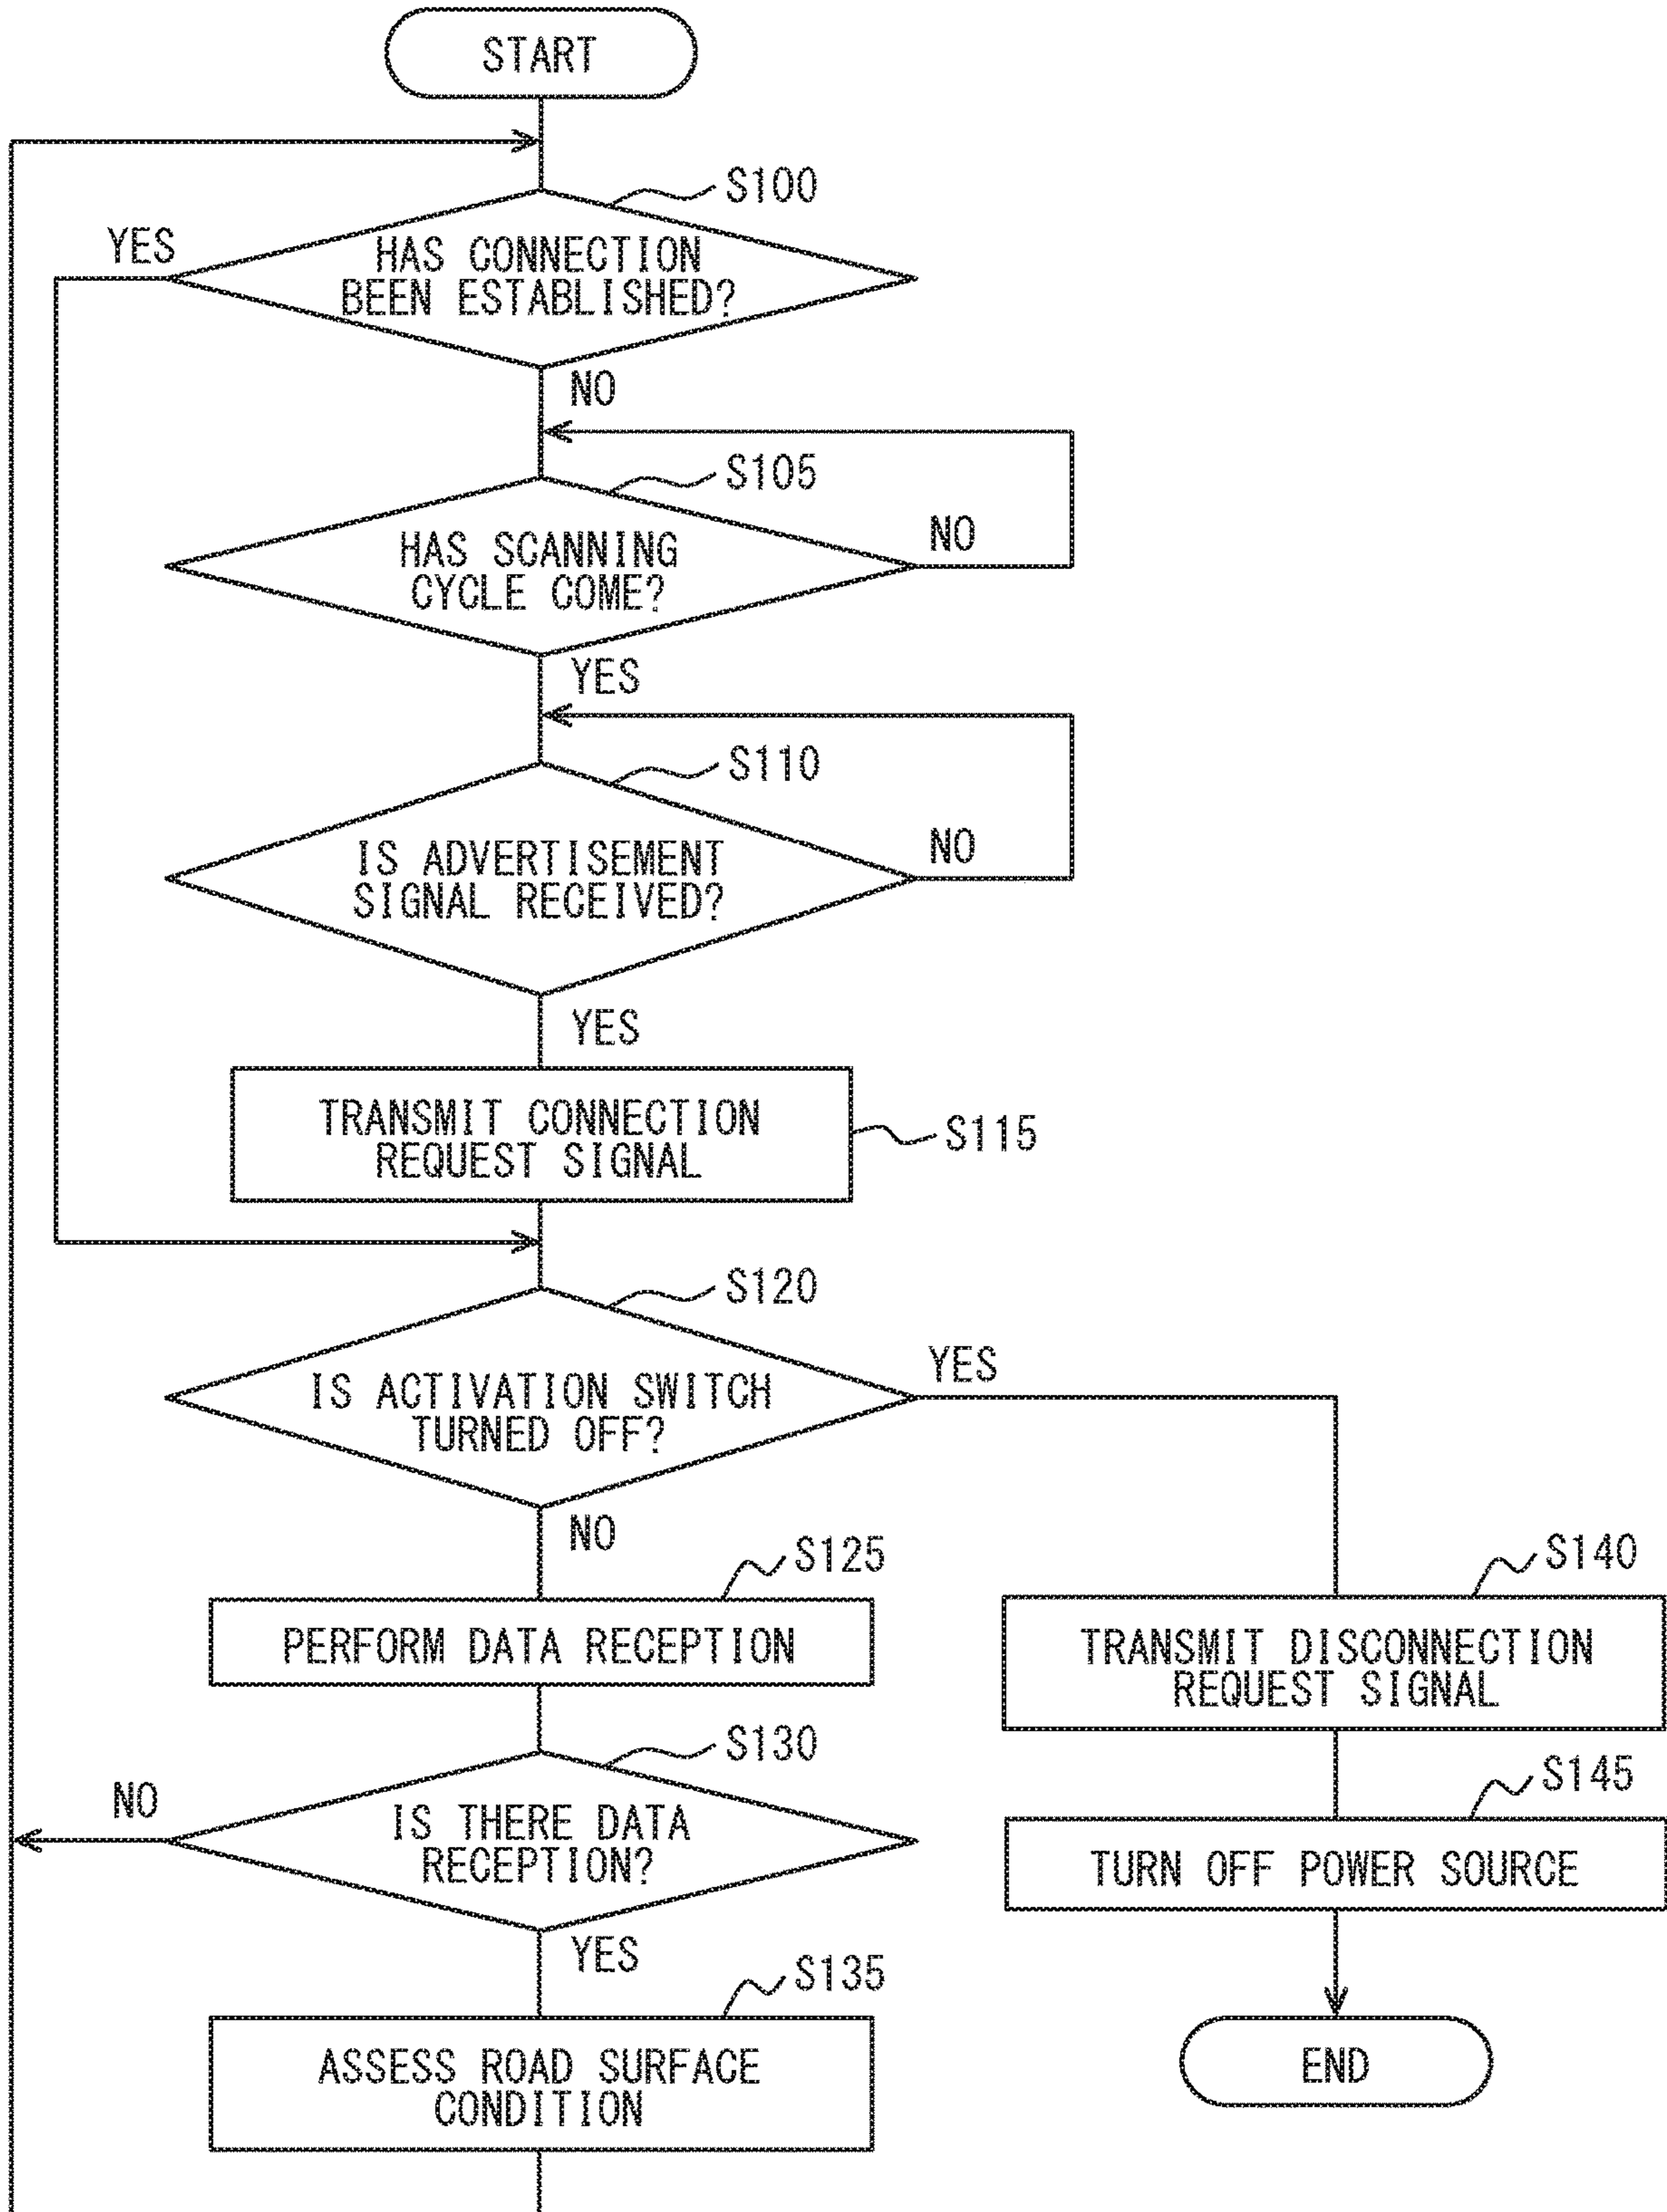 START
S100
YES
HAS CONNECTION
BEEN ESTABLISHED?
NO
S105
HAS SCANNING
CYCLE COME?
NO
YES
S110
IS ADVERTISEMENT
SIGNAL RECEIVED?
NO
YES
TRANSMIT CONNECTION
REQUEST SIGNAL
S115
S120
IS ACTIVATION SWITCH
TURNED OFF?
YES
NO
S125
PERFORM DATA RECEPTION
S130
NO
IS THERE DATA
RECEPTION?
YES
S135
ASSESS ROAD SURFACE
CONDITION
S140
TRANSMIT DISCONNECTION
REQUEST SIGNAL
S145
TURN OFF POWER SOURCE
END